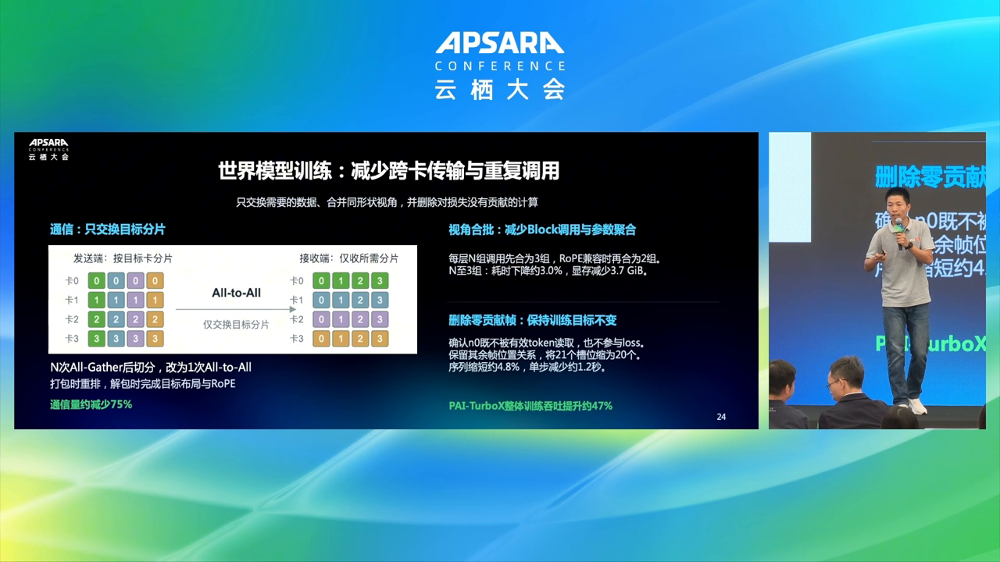 APSARA
CONFERENCE
云栖大会
APSARA
CONFERENCE
云栖大会
世界模型训练：减少跨卡传输与重复调用
只交换需要的数据、合并同形状视角，并删除对损失没有贡献的计算
通信：只交换目标分片
发送端：按目标卡分片
接收端：仅收所需分片
卡0 0 0 0 0
卡1 1 1 1 1
卡2 2 2 2 2
卡3 3 3 3 3
All-to-All
仅交换目标分片
卡0 0 1 2 3
卡1 0 1 2 3
卡2 0 1 2 3
卡3 0 1 2 3
N次All-Gather后切分，改为1次All-to-All
打包时重排，解包时完成目标布局与RoPE
通信量约减少75%
视角合批：减少Block调用与参数聚合
每层N组调用先合为3组，RoPE兼容时再合为2组。
N至3组：耗时下降约3.0%，显存减少3.7 GiB。
删除零贡献帧：保持训练目标不变
确认n0既不被有效token读取，也不参与loss。
保留其余帧位置关系，将21个槽位缩为20个。
序列缩短约4.8%，单步减少约1.2秒。
PAI-TurboX整体训练吞吐提升约47%
24
删除零贡献
确 n0既不被
余帧位
缩短约4.
P urboX